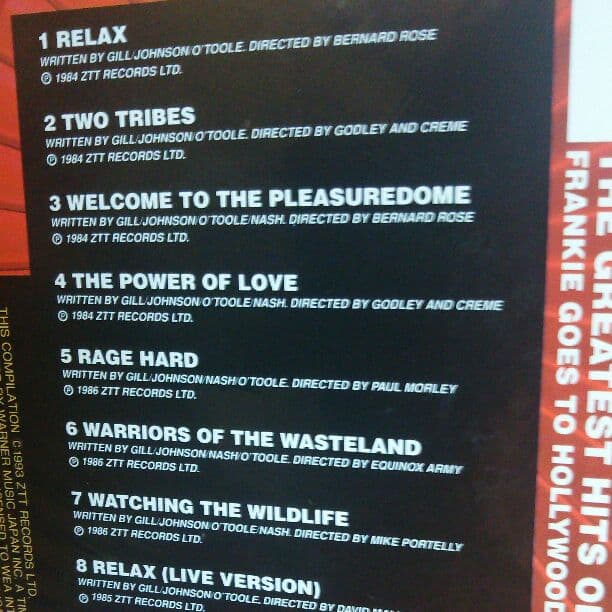 1 RELAX
WRITTEN BY GILL/JOHNSON/O'TOOLE. DIRECTED BY BERNARD ROSE
℗ 1984 ZTT RECORDS LTD.
2 TWO TRIBES
WRITTEN BY GILL/JOHNSON/O'TOOLE. DIRECTED BY GODLEY AND CREME
℗ 1984 ZTT RECORDS LTD.
3 WELCOME TO THE PLEASUREDOME
WRITTEN BY GILL/JOHNSON/O'TOOLE/NASH. DIRECTED BY BERNARD ROSE
℗ 1984 ZTT RECORDS LTD.
4 THE POWER OF LOVE
WRITTEN BY GILL/JOHNSON/O'TOOLE/NASH. DIRECTED BY GODLEY AND CREME
℗ 1984 ZTT RECORDS LTD.
5 RAGE HARD
WRITTEN BY GILL/JOHNSON/NASH/O'TOOLE. DIRECTED BY PAUL MORLEY
℗ 1986 ZTT RECORDS LTD.
6 WARRIORS OF THE WASTELAND
WRITTEN BY GILL/JOHNSON/NASH/O'TOOLE. DIRECTED BY EQUINOX ARMY
℗ 1986 ZTT RECORDS LTD.
7 WATCHING THE WILDLIFE
WRITTEN BY GILL/JOHNSON/O'TOOLE/NASH. DIRECTED BY MIKE PORTELLY
℗ 1986 ZTT RECORDS LTD.
8 RELAX (LIVE VERSION)
WRITTEN BY GILL/JOHNSON/O'TOOLE. DIRECTED BY DAVID
℗ 1985 ZTT RECORDS LTD.
THE GREATEST HITS
FRANKIE GOES TO HOLLYWOOD
THIS COMPILATION ©1993 ZTT RECORDS LTD.
WARNER MUSIC JAPAN INC. A
TO WEA